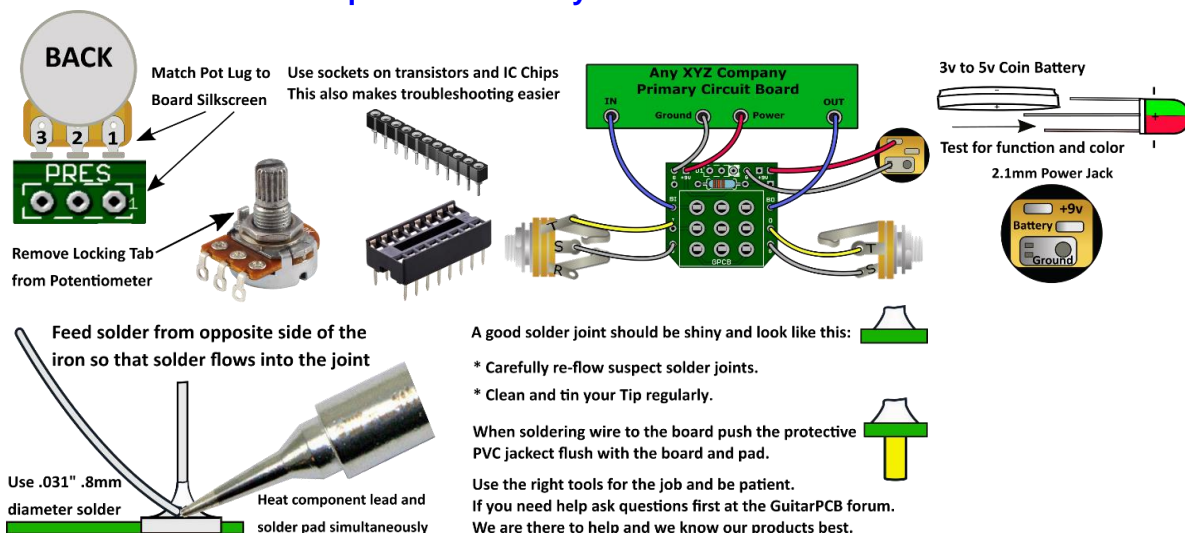 BACK
3 2 1
Match Pot Lug to
Board Silkscreen
PRES
1
Remove Locking Tab
from Potentiometer
Use sockets on transistors and IC Chips
This also makes troubleshooting easier
Any XYZ Company
Primary Circuit Board
IN
OUT
Ground
Power
GPCB
T
S
R
T
S
3v to 5v Coin Battery
-
+
-
+
Test for function and color
2.1mm Power Jack
+9v
Battery
Ground
Feed solder from opposite side of the
iron so that solder flows into the joint
Use .031" .8mm
diameter solder
Heat component lead and
solder pad simultaneously
A good solder joint should be shiny and look like this:
* Carefully re-flow suspect solder joints.
* Clean and tin your Tip regularly.
When soldering wire to the board push the protective
PVC jackect flush with the board and pad.
Use the right tools for the job and be patient.
If you need help ask questions first at the GuitarPCB forum.
We are there to help and we know our products best.